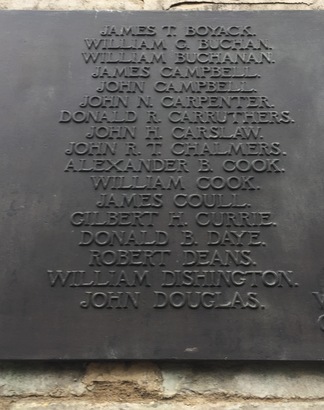 JAMES T. BOYACK.
WILLIAM G. BUCHAN.
WILLIAM BUCHANAN.
JAMES CAMPBELL.
JOHN CAMPBELL.
JOHN N. CARPENTER.
DONALD R. CARRUTHERS.
JOHN H. CARSLAW.
JOHN R. T. CHALMERS.
ALEXANDER B. COOK.
WILLIAM COOK.
JAMES COULL.
GILBERT H. CURRIE.
DONALD B. DAYE.
ROBERT DEANS.
WILLIAM DISHINGTON.
JOHN DOUGLAS.